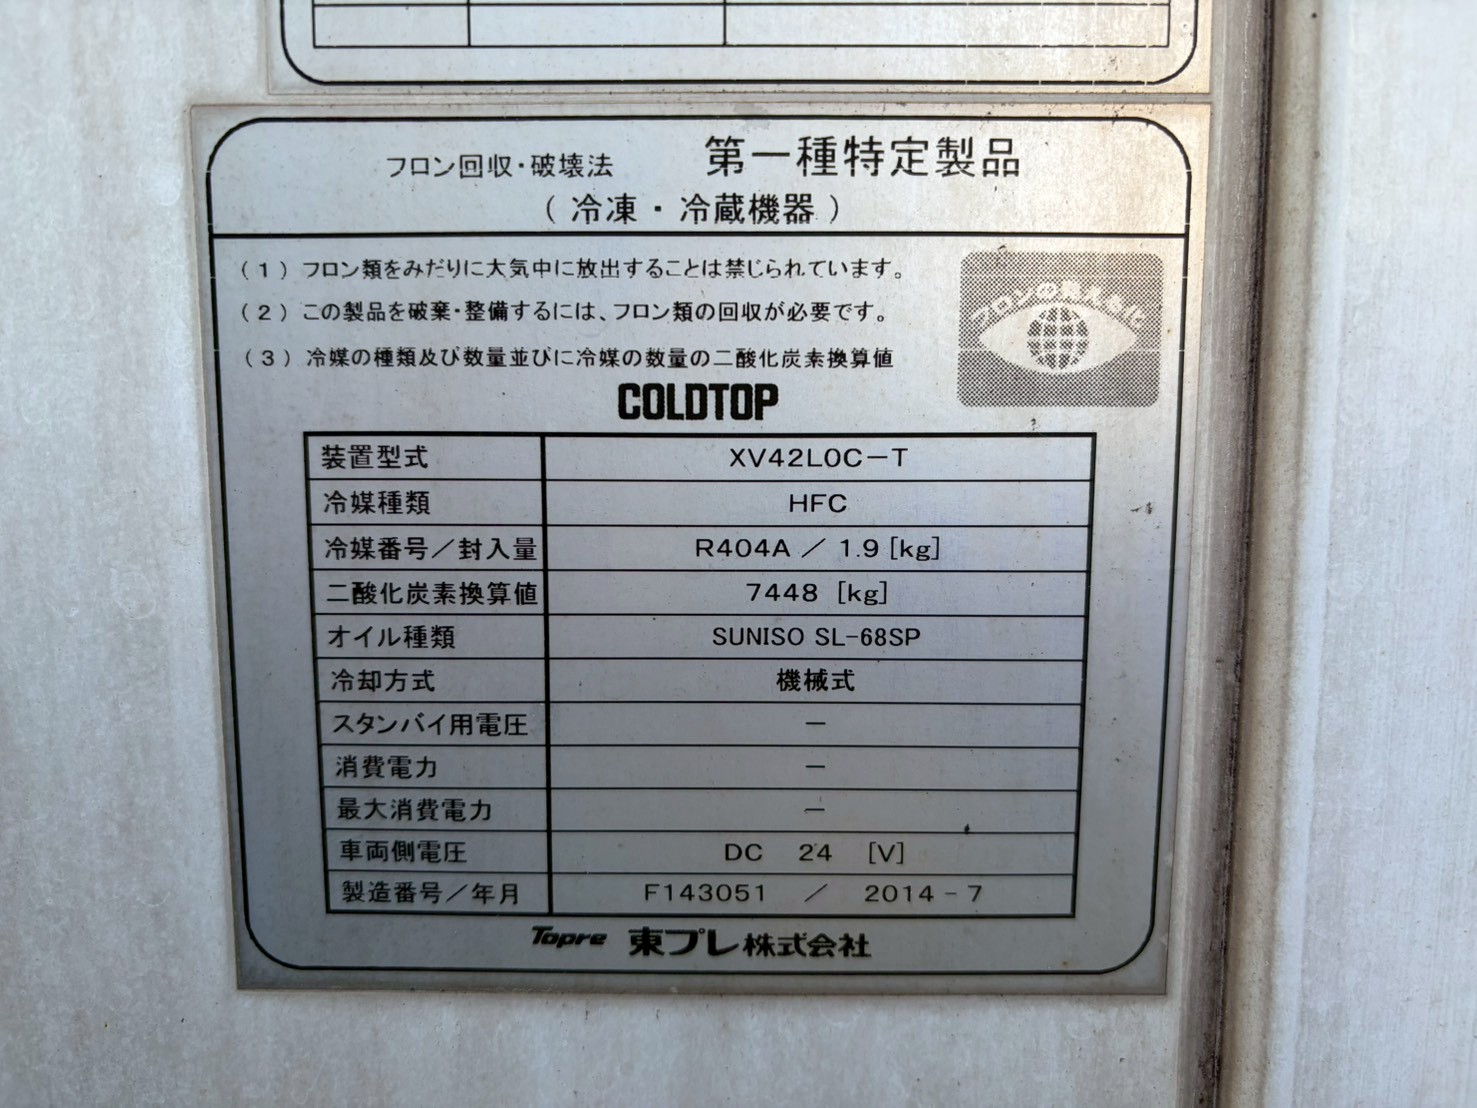 フロン回収・破壊法 第一種特定製品
（冷凍・冷蔵機器）
（1）フロン類をみだりに大気中に放出することは禁じられています。
（2）この製品を破棄・整備するには、フロン類の回収が必要です。
（3）冷媒の種類及び数量並びに冷媒の数量の二酸化炭素換算値
フロンの見える化
COLDTOP
装置型式 XV42L0C－T
冷媒種類 HFC
冷媒番号／封入量 R404A ／ 1.9 [kg]
二酸化炭素換算値 7448 [kg]
オイル種類 SUNISO SL-68SP
冷却方式 機械式
スタンバイ用電圧 －
消費電力 －
最大消費電力 －
車両側電圧 DC 24 [V]
製造番号／年月 F143051 ／ 2014-7
Topre 東プレ株式会社